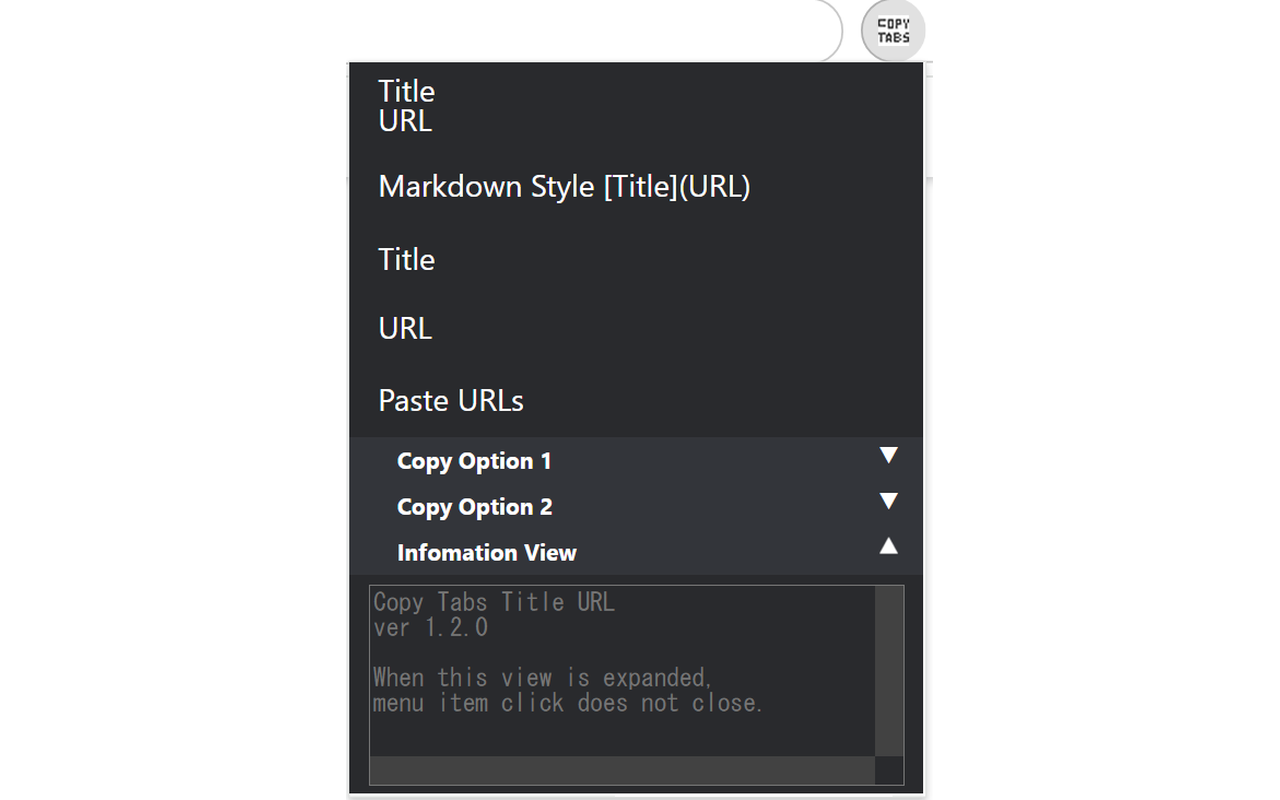 COPY
TABS
Title
URL
Markdown Style [Title](URL)
Title
URL
Paste URLs
Copy Option 1
Copy Option 2
Infomation View
Copy Tabs Title URL
ver 1.2.0
When this view is expanded,
menu item click does not close.